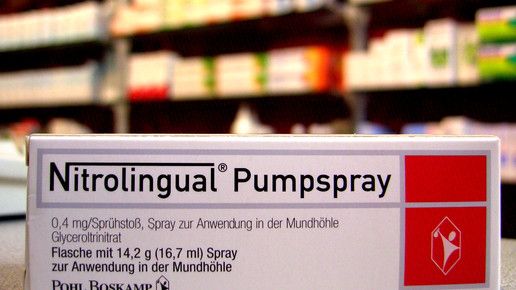 Nitrolingual® Pumpspray
0,4 mg/Sprühstoß, Spray zur Anwendung in der Mundhöhle
Glyceroltrinitrat
Flasche mit 14,2 g (16,7 ml) Spray
zur Anwendung in der Mundhöhle
POHL BOSKAMP